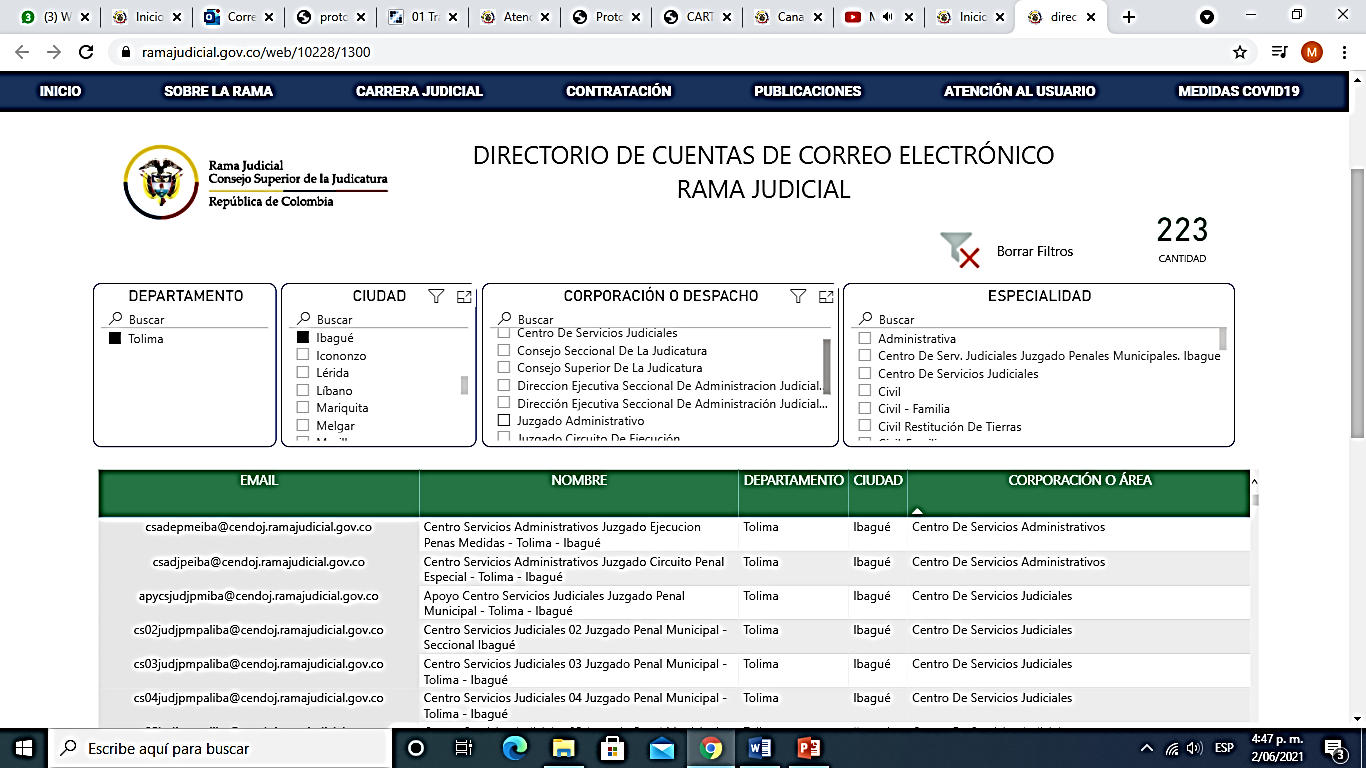 (3) W
Inicio
Corre
proto
01 Tra
Atenc
Proto
CART
Cana
Inicio
direc
ramajudicial.gov.co/web/10228/1300
M
INICIO
SOBRE LA RAMA
CARRERA JUDICIAL
CONTRATACIÓN
PUBLICACIONES
ATENCIÓN AL USUARIO
MEDIDAS COVID19
Rama Judicial
Consejo Superior de la Judicatura
República de Colombia
DIRECTORIO DE CUENTAS DE CORREO ELECTRÓNICO
RAMA JUDICIAL
Borrar Filtros
223
CANTIDAD
DEPARTAMENTO
Buscar
Tolima
CIUDAD
Buscar
Ibagué
Icononzo
Lérida
Líbano
Mariquita
Melgar
CORPORACIÓN O DESPACHO
Buscar
Centro De Servicios Judiciales
Consejo Seccional De La Judicatura
Consejo Superior De La Judicatura
Direccion Ejecutiva Seccional De Administracion Judicial...
Dirección Ejecutiva Seccional De Administración Judicial...
Juzgado Administrativo
Juzgado Circuito De Ejecución
ESPECIALIDAD
Buscar
Administrativa
Centro De Serv. Judiciales Juzgado Penales Municipales. Ibague
Centro De Servicios Judiciales
Civil
Civil - Familia
Civil Restitución De Tierras
EMAIL NOMBRE DEPARTAMENTO CIUDAD CORPORACIÓN O ÁREA
csadepmeiba@cendoj.ramajudicial.gov.co Centro Servicios Administrativos Juzgado Ejecucion Tolima Ibagué Centro De Servicios Administrativos
Penas Medidas - Tolima - Ibagué
csadjpeiba@cendoj.ramajudicial.gov.co Centro Servicios Administrativos Juzgado Circuito Penal Tolima Ibagué Centro De Servicios Administrativos
Especial - Tolima - Ibagué
apycsjudjpmiba@cendoj.ramajudicial.gov.co Apoyo Centro Servicios Judiciales Juzgado Penal Tolima Ibagué Centro De Servicios Judiciales
Municipal - Tolima - Ibagué
cs02judjpmpaliba@cendoj.ramajudicial.gov.co Centro Servicios Judiciales 02 Juzgado Penal Municipal - Tolima Ibagué Centro De Servicios Judiciales
Seccional Ibagué
cs03judjpmpaliba@cendoj.ramajudicial.gov.co Centro Servicios Judiciales 03 Juzgado Penal Municipal - Tolima Ibagué Centro De Servicios Judiciales
Tolima - Ibagué
cs04judjpmpaliba@cendoj.ramajudicial.gov.co Centro Servicios Judiciales 04 Juzgado Penal Municipal - Tolima Ibagué Centro De Servicios Judiciales
Tolima - Ibagué
Escribe aquí para buscar
ESP
4:47 p. m.
2/06/2021
3